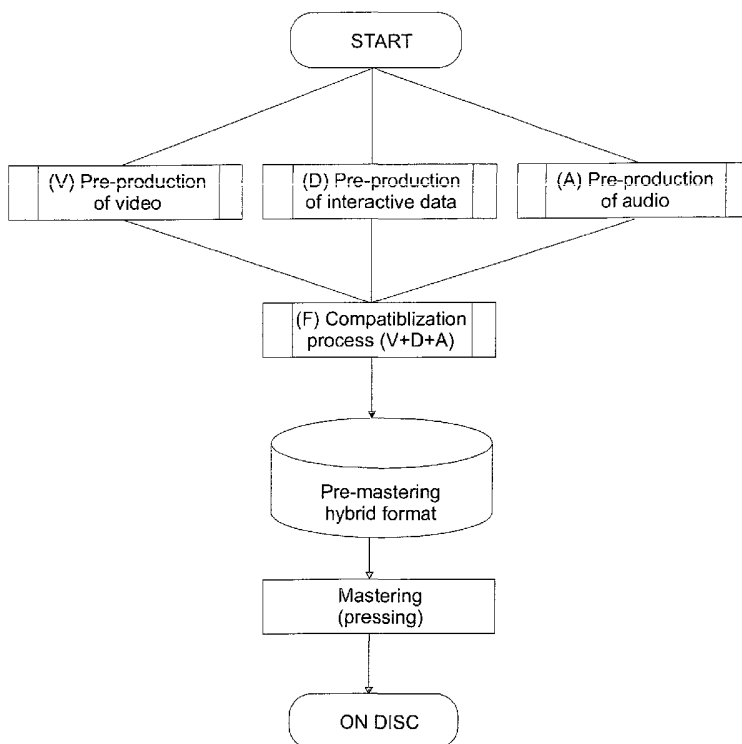 START
(V) Pre-production
of video
(D) Pre-production
of interactive data
(A) Pre-production
of audio
(F) Compatiblization
process (V+D+A)
Pre-mastering
hybrid format
Mastering
(pressing)
ON DISC